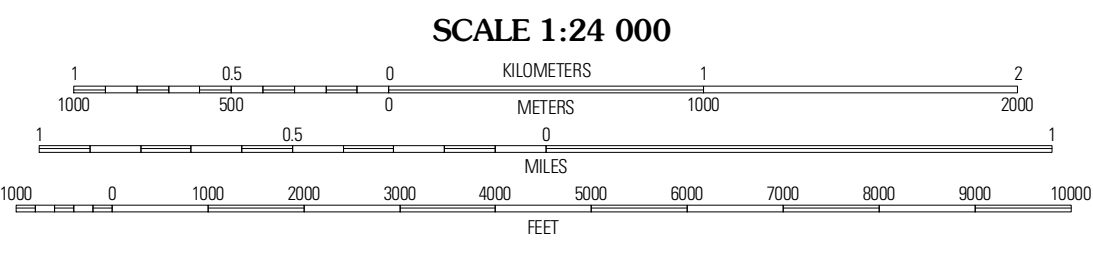 SCALE 1:24 000
1 0.5 0 KILOMETERS 1 2
1000 500 0 METERS 1000 2000
1 0.5 0 1
MILES
1000 0 1000 2000 3000 4000 5000 6000 7000 8000 9000 10000
FEET